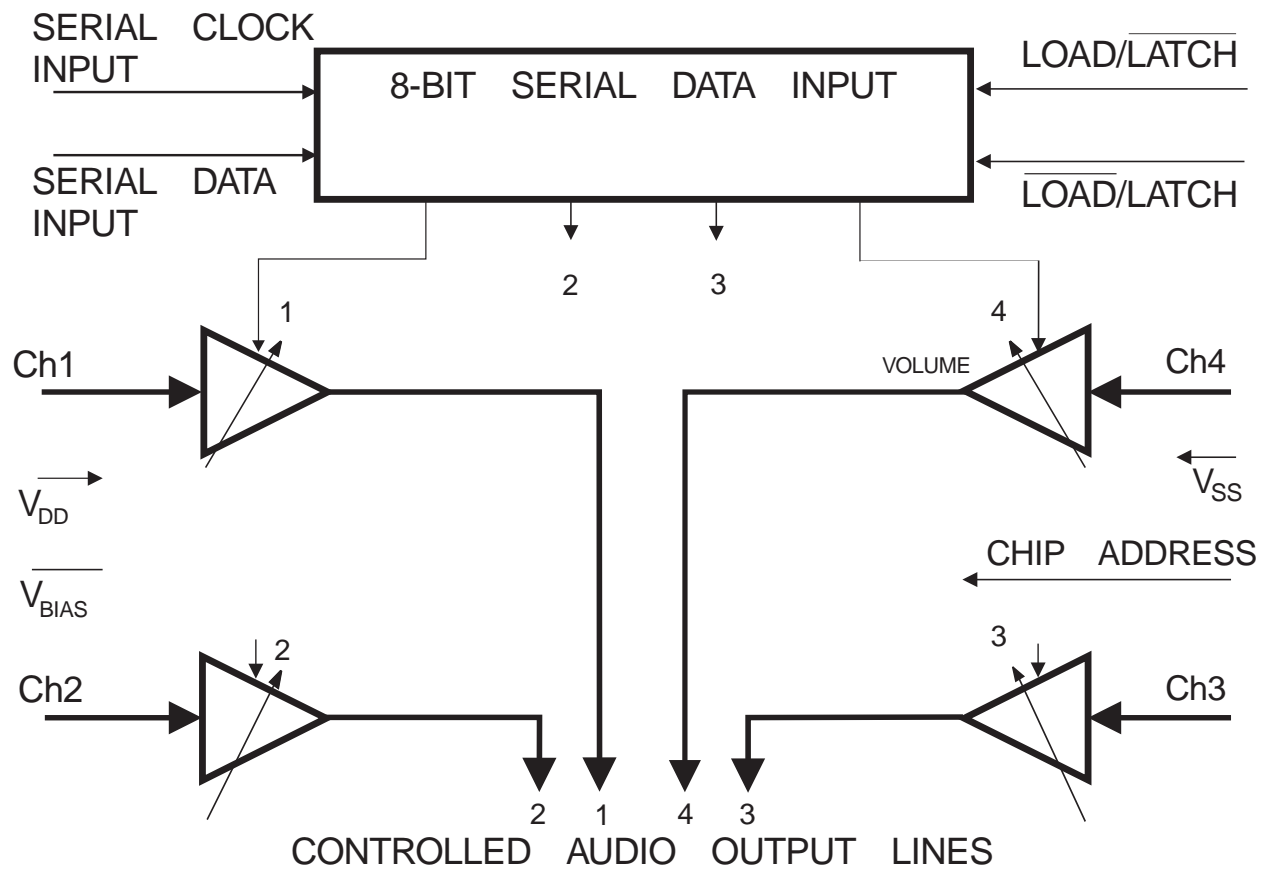 SERIAL CLOCK
INPUT
8-BIT SERIAL DATA INPUT
LOAD/LATCH
SERIAL DATA
INPUT
LOAD/LATCH
2
3
1
4
Ch1
VOLUME
Ch4
VDD
VSS
CHIP ADDRESS
VBIAS
2
3
Ch2
Ch3
2 1 4 3
CONTROLLED AUDIO OUTPUT LINES